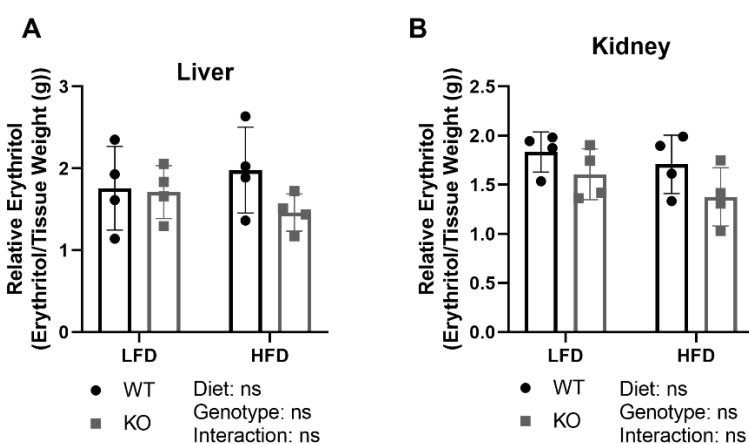 A
Liver
Relative Erythritol
(Erythritol/Tissue Weight (g))
3
2
1
0
LFD
HFD
WT
KO
Diet: ns
Genotype: ns
Interaction: ns
B
Kidney
Relative Erythritol
(Erythritol/Tissue Weight (g))
2.5
2.0
1.5
1.0
0.5
0.0
LFD
HFD
WT
KO
Diet: ns
Genotype: ns
Interaction: ns